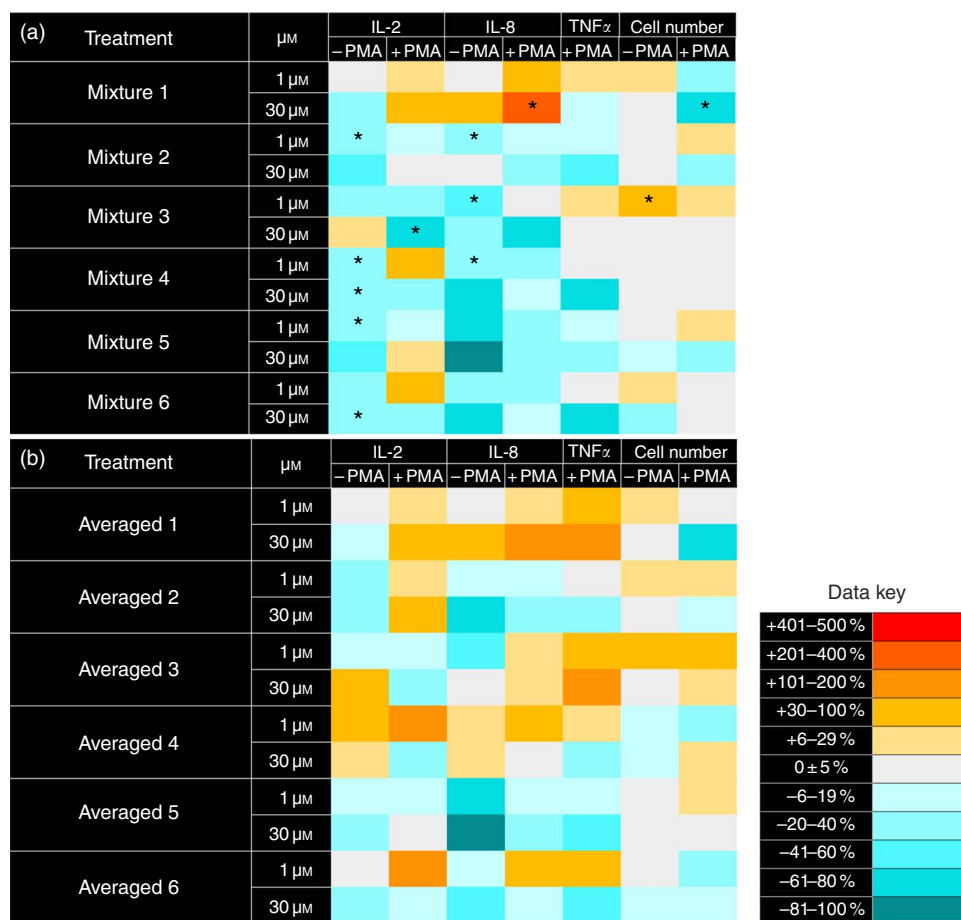 (a) Treatment µM IL-2 IL-8 TNFα Cell number
–PMA +PMA –PMA +PMA +PMA –PMA +PMA
Mixture 1
1 µM
30 µM * *
Mixture 2
1 µM * *
30 µM
Mixture 3
1 µM * *
30 µM *
Mixture 4
1 µM * *
30 µM *
Mixture 5
1 µM *
30 µM
Mixture 6
1 µM
30 µM *
(b) Treatment µM IL-2 IL-8 TNFα Cell number
–PMA +PMA –PMA +PMA +PMA –PMA +PMA
Averaged 1
1 µM
30 µM
Averaged 2
1 µM
30 µM
Averaged 3
1 µM
30 µM
Averaged 4
1 µM
30 µM
Averaged 5
1 µM
30 µM
Averaged 6
1 µM
30 µM
Data key
+401–500 %
+201–400 %
+101–200 %
+30–100 %
+6–29 %
0 ± 5 %
–6–19 %
–20–40 %
–41–60 %
–61–80 %
–81–100 %